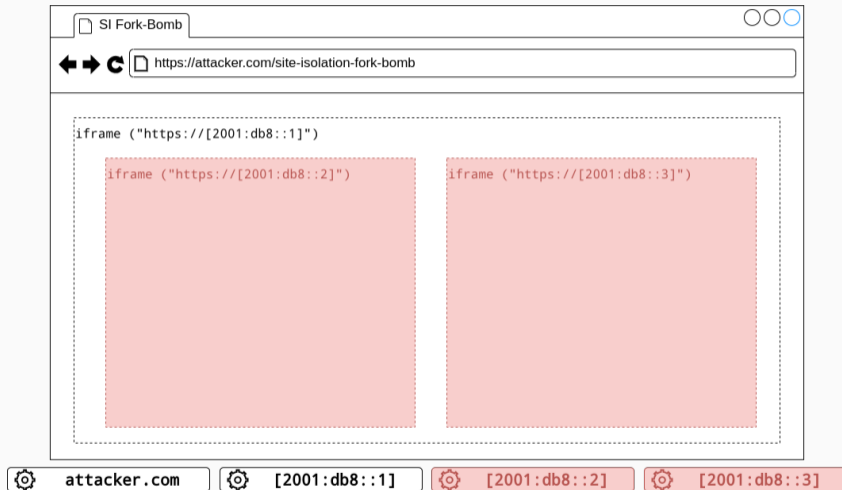 SI Fork-Bomb
https://attacker.com/site-isolation-fork-bomb
iframe ("https://[2001:db8::1]")
iframe ("https://[2001:db8::2]") iframe ("https://[2001:db8::3]")
attacker.com [2001:db8::1] [2001:db8::2] [2001:db8::3]